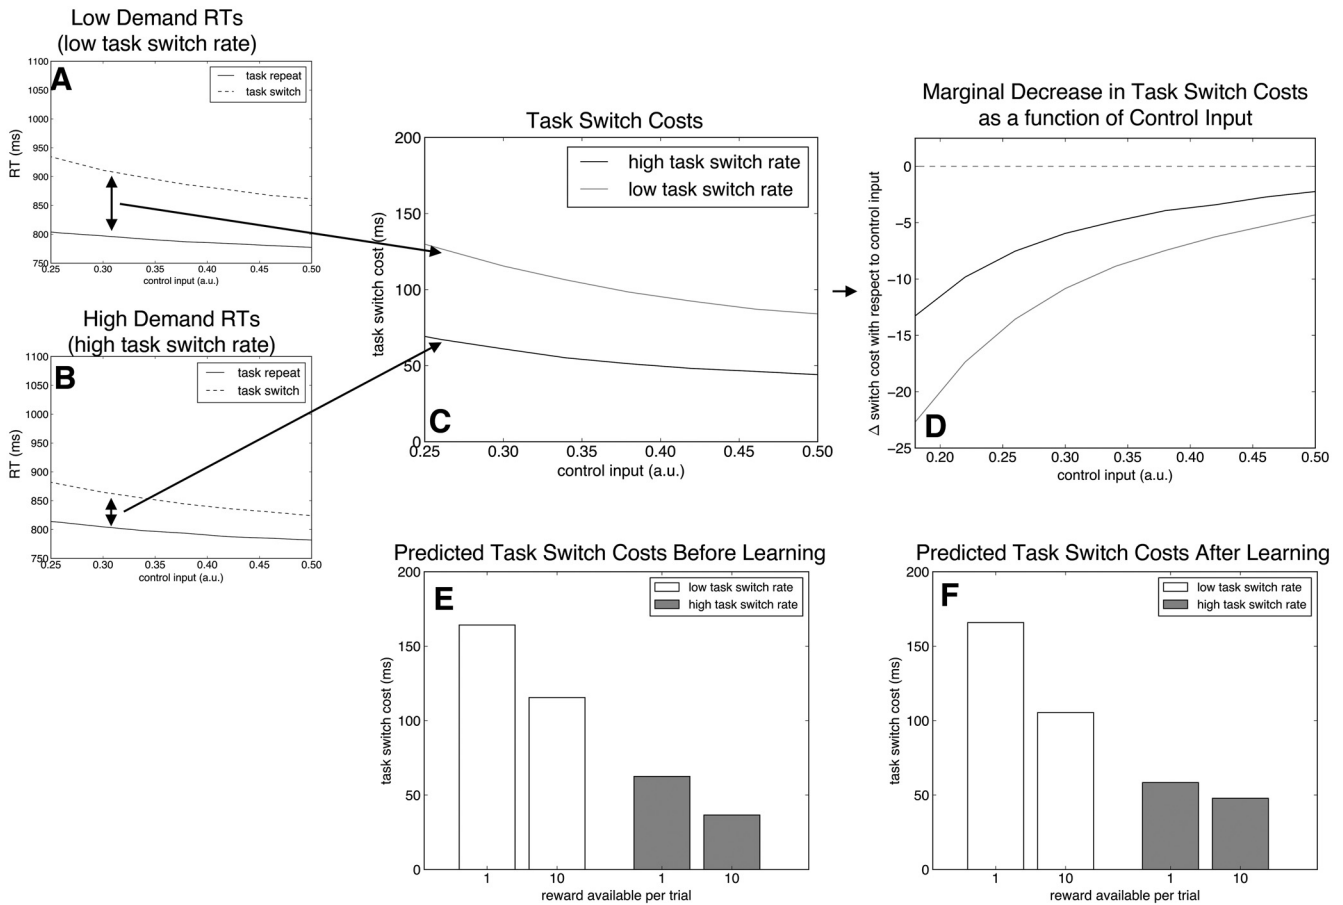 Low Demand RTs
(low task switch rate)
A
task repeat
task switch
1100
1050
1000
950
900
850
800
750
RT (ms)
0.25 0.30 0.35 0.40 0.45 0.50
control input (a.u.)
High Demand RTs
(high task switch rate)
B
task repeat
task switch
1100
1050
1000
950
900
850
800
750
RT (ms)
0.25 0.30 0.35 0.40 0.45 0.50
control input (a.u.)
Task Switch Costs
high task switch rate
low task switch rate
200
150
100
50
0
task switch cost (ms)
C
0.25 0.30 0.35 0.40 0.45 0.50
control input (a.u.)
Marginal Decrease in Task Switch Costs
as a function of Control Input
0
−5
−10
−15
−20
−25
Δ switch cost with respect to control input
D
0.20 0.25 0.30 0.35 0.40 0.45 0.50
control input (a.u.)
Predicted Task Switch Costs Before Learning
E
low task switch rate
high task switch rate
200
150
100
50
0
task switch cost (ms)
1 10 1 10
reward available per trial
Predicted Task Switch Costs After Learning
F
low task switch rate
high task switch rate
200
150
100
50
0
task switch cost (ms)
1 10 1 10
reward available per trial